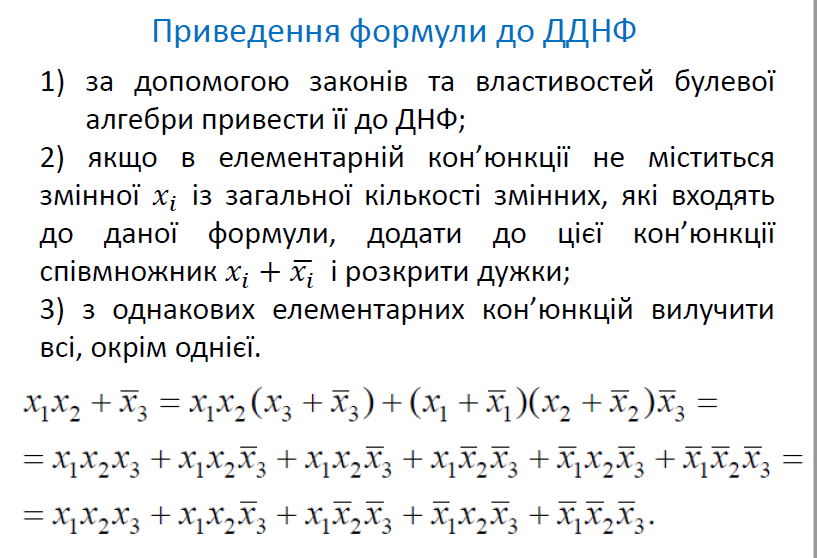 Приведення формули до ДДНФ
1) за допомогою законів та властивостей булевої
алгебри привести її до ДНФ;
2) якщо в елементарній кон’юнкції не міститься
змінної xᵢ із загальної кількості змінних, які входять
до даної формули, додати до цієї кон’юнкції
співмножник xᵢ + x̅ᵢ і розкрити дужки;
3) з однакових елементарних кон’юнкцій вилучити
всі, окрім однієї.
x₁x₂ + x̅₃ = x₁x₂(x₃ + x̅₃) + (x₁ + x̅₁)(x₂ + x̅₂)x̅₃ =
= x₁x₂x₃ + x₁x₂x̅₃ + x₁x₂x̅₃ + x₁x̅₂x̅₃ + x̅₁x₂x̅₃ + x̅₁x̅₂x̅₃ =
= x₁x₂x₃ + x₁x₂x̅₃ + x₁x̅₂x̅₃ + x̅₁x₂x̅₃ + x̅₁x̅₂x̅₃.